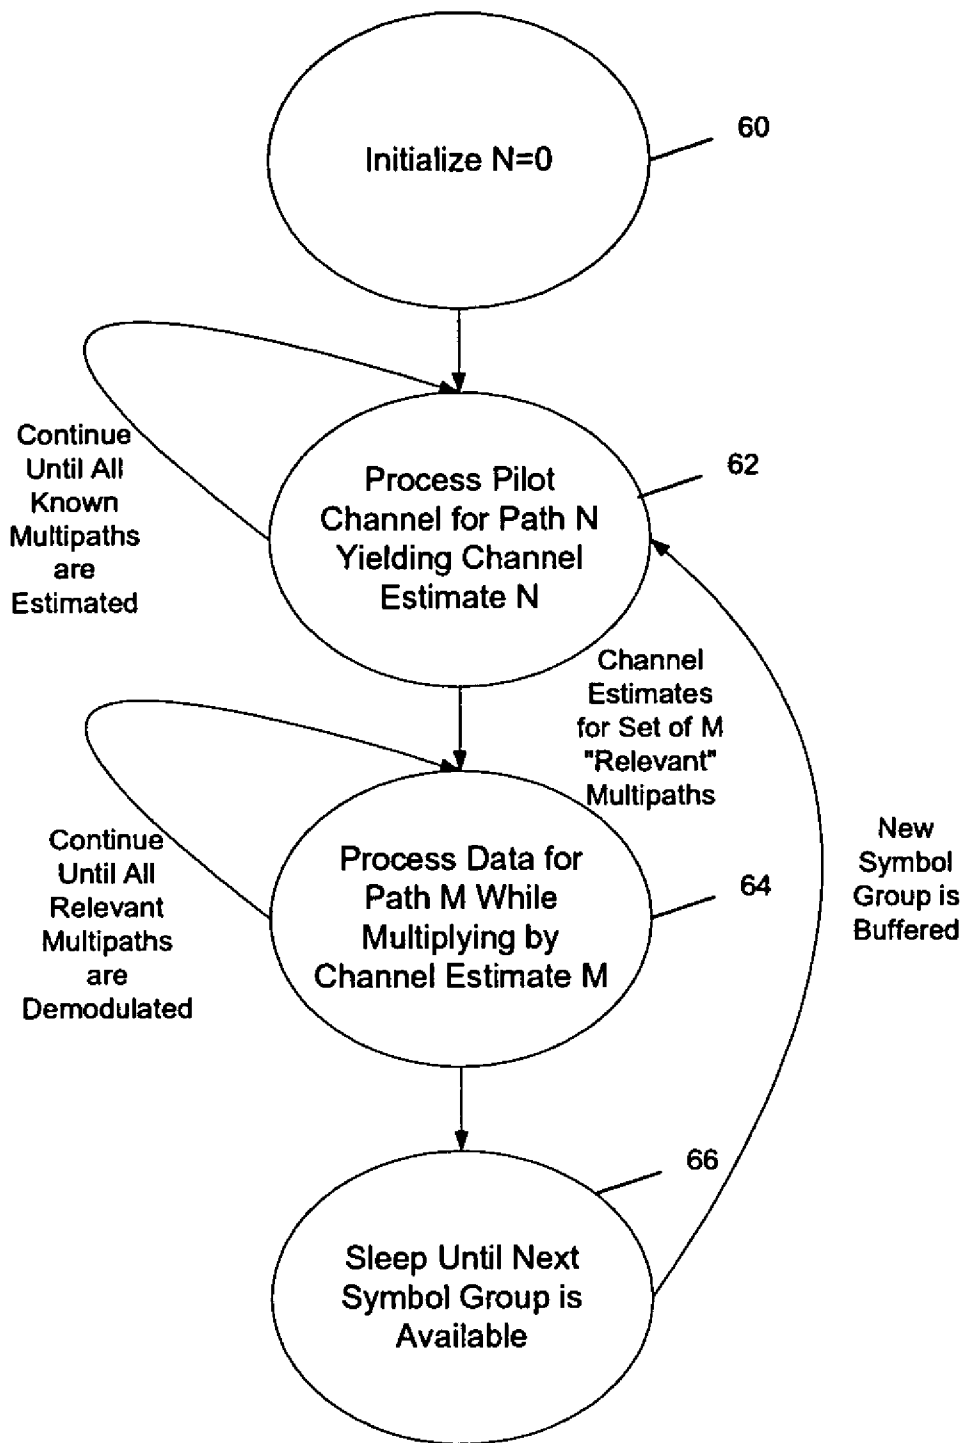 60
Initialize N=0
Continue
Until All
Known
Multipaths
are
Estimated
62
Process Pilot
Channel for Path N
Yielding Channel
Estimate N
Channel
Estimates
for Set of M
"Relevant"
Multipaths
Continue
Until All
Relevant
Multipaths
are
Demodulated
64
Process Data for
Path M While
Multiplying by
Channel Estimate M
New
Symbol
Group is
Buffered
66
Sleep Until Next
Symbol Group is
Available